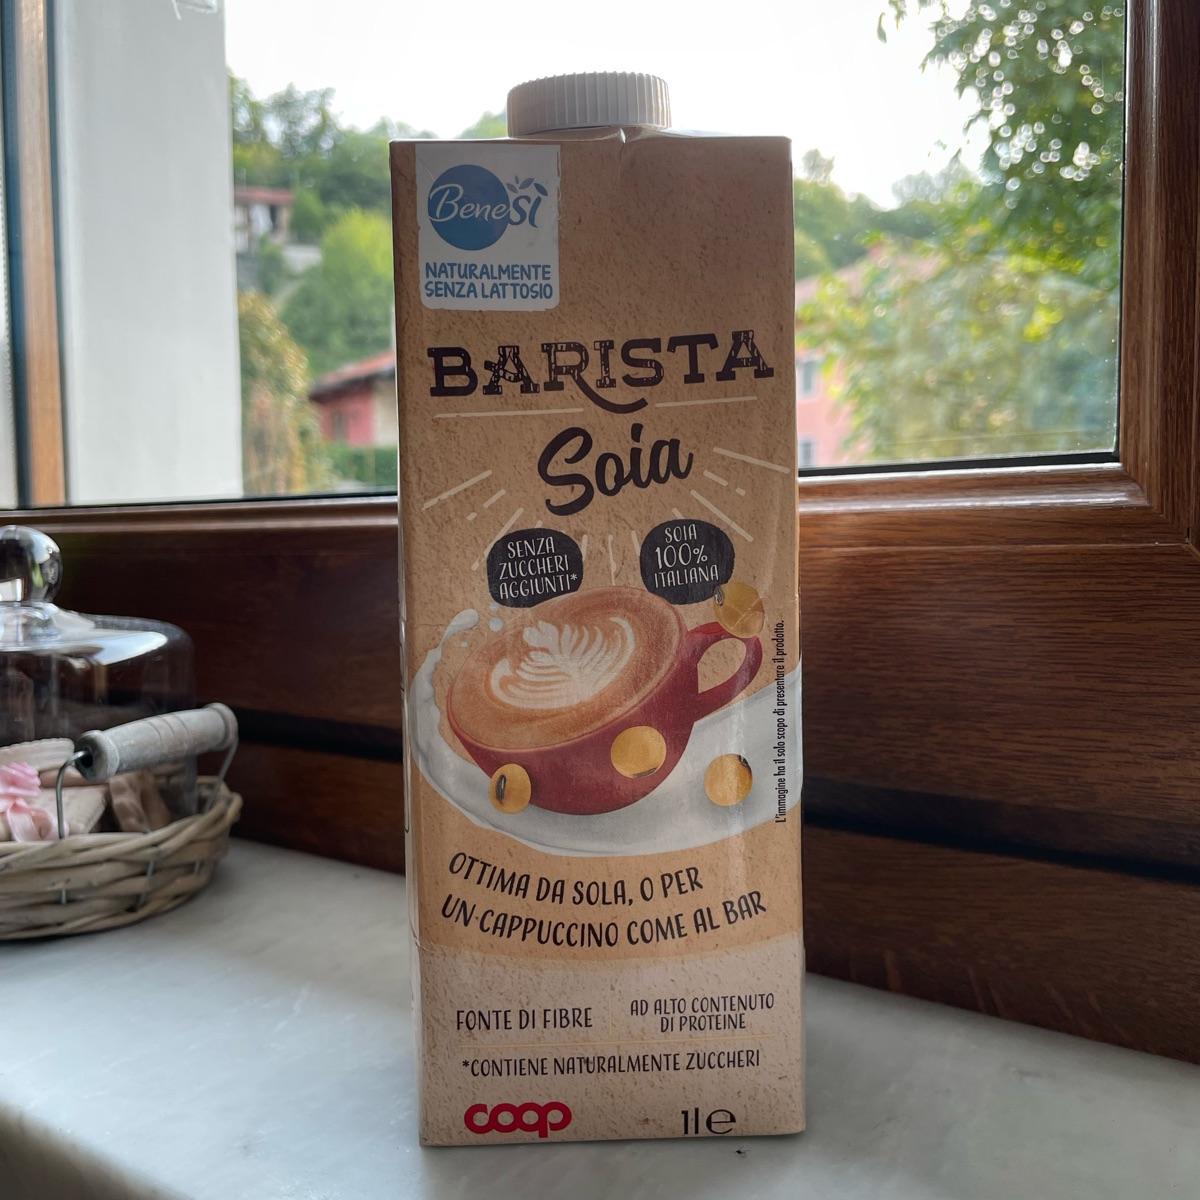 BeneSì
NATURALMENTE
SENZA LATTOSIO
BARISTA
Soia
SENZA
ZUCCHERI
AGGIUNTI*
SOIA
100%
ITALIANA
L'immagine ha il solo scopo di presentare il prodotto.
OTTIMA DA SOLA, O PER
UN CAPPUCCINO COME AL BAR
FONTE DI FIBRE
AD ALTO CONTENUTO
DI PROTEINE
*CONTIENE NATURALMENTE ZUCCHERI
coop
1l e